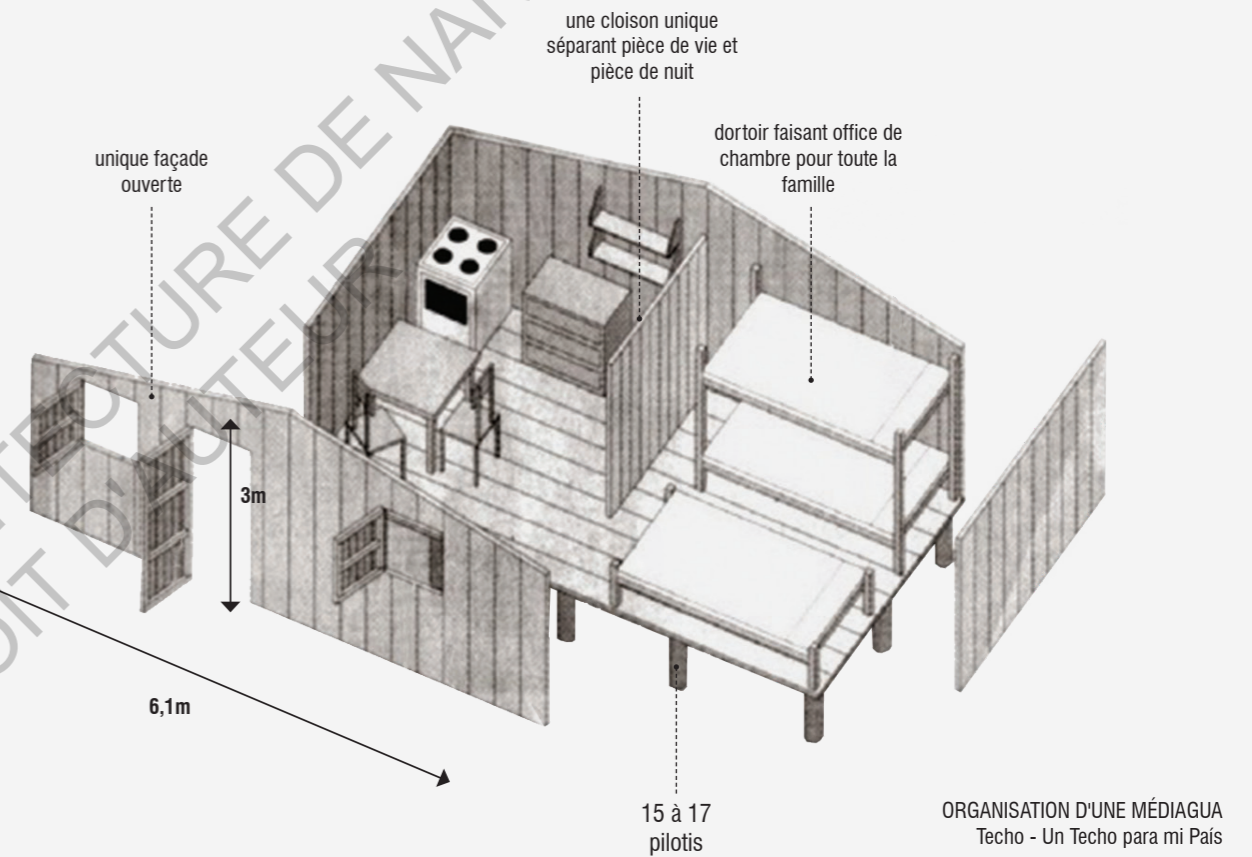 une cloison unique
séparant pièce de vie et
pièce de nuit
unique façade
ouverte
dortoir faisant office de
chambre pour toute la
famille
3m
6,1m
15 à 17
pilotis
ORGANISATION D'UNE MÉDIAGUA
Techo - Un Techo para mi País
D'AUTEUR